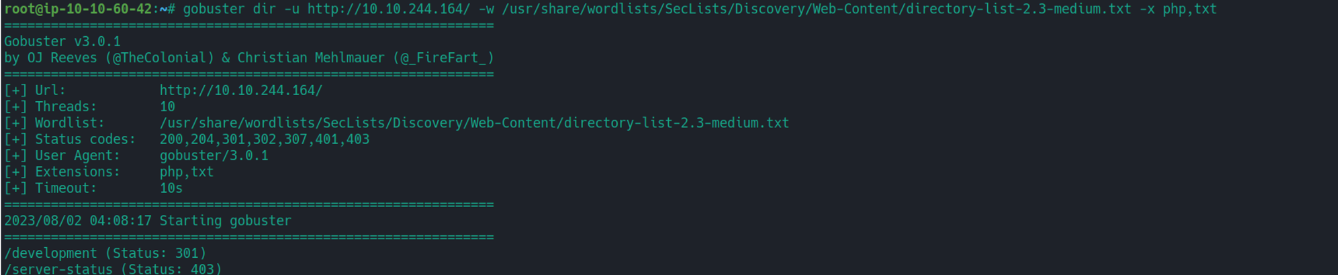 root@ip-10-10-60-42:~# gobuster dir -u http://10.10.244.164/ -w /usr/share/wordlists/SecLists/Discovery/Web-Content/directory-list-2.3-medium.txt -x php,txt
===============================================================
Gobuster v3.0.1
by OJ Reeves (@TheColonial) & Christian Mehlmauer (@_FireFart_)
===============================================================
[+] Url:            http://10.10.244.164/
[+] Threads:        10
[+] Wordlist:       /usr/share/wordlists/SecLists/Discovery/Web-Content/directory-list-2.3-medium.txt
[+] Status codes:   200,204,301,302,307,401,403
[+] User Agent:     gobuster/3.0.1
[+] Extensions:     php,txt
[+] Timeout:        10s
===============================================================
2023/08/02 04:08:17 Starting gobuster
===============================================================
/development (Status: 301)
/server-status (Status: 403)